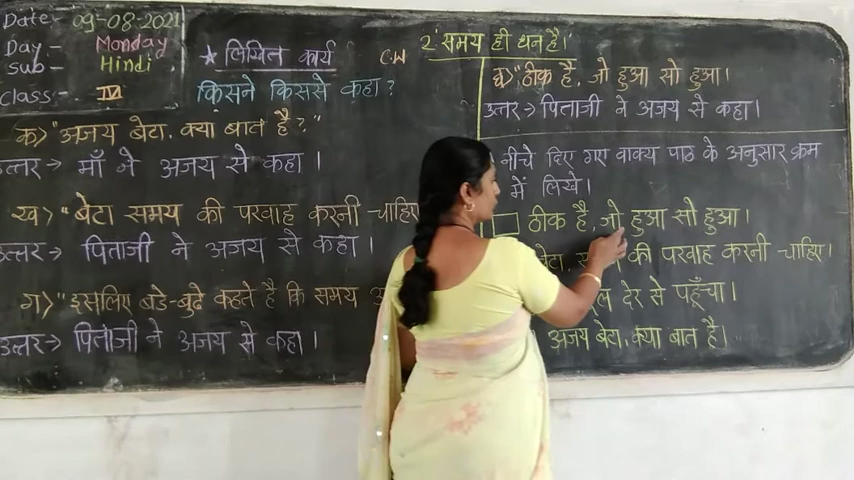 Date:- 09-08-2021
Day:- Monday
Sub:- Hindi
Class:- IV
★ लिखित कार्य
C.W
2 समय ही धन है।
किसने किससे कहा?
क> "अजय बेटा, क्या बात है?"
उत्तर → माँ ने अजय से कहा।
ख> "बेटा समय की परवाह करनी चाहिए
उत्तर → पिताजी ने अजय से कहा।
ग> "इसलिए बडे-बुढे कहते है कि समय
उत्तर → पिताजी ने अजय से कहा।
घ> "ठीक है, जो हुआ सो हुआ।
उत्तर → पिताजी ने अजय से कहा।
नीचे दिए गए वाक्य पाठ के अनुसार क्रम
में लिखे।
ठीक है, जो हुआ सो हुआ।
की परवाह करनी चाहिए।
देर से पहुँचा।
अजय बेटा, क्या बात है।